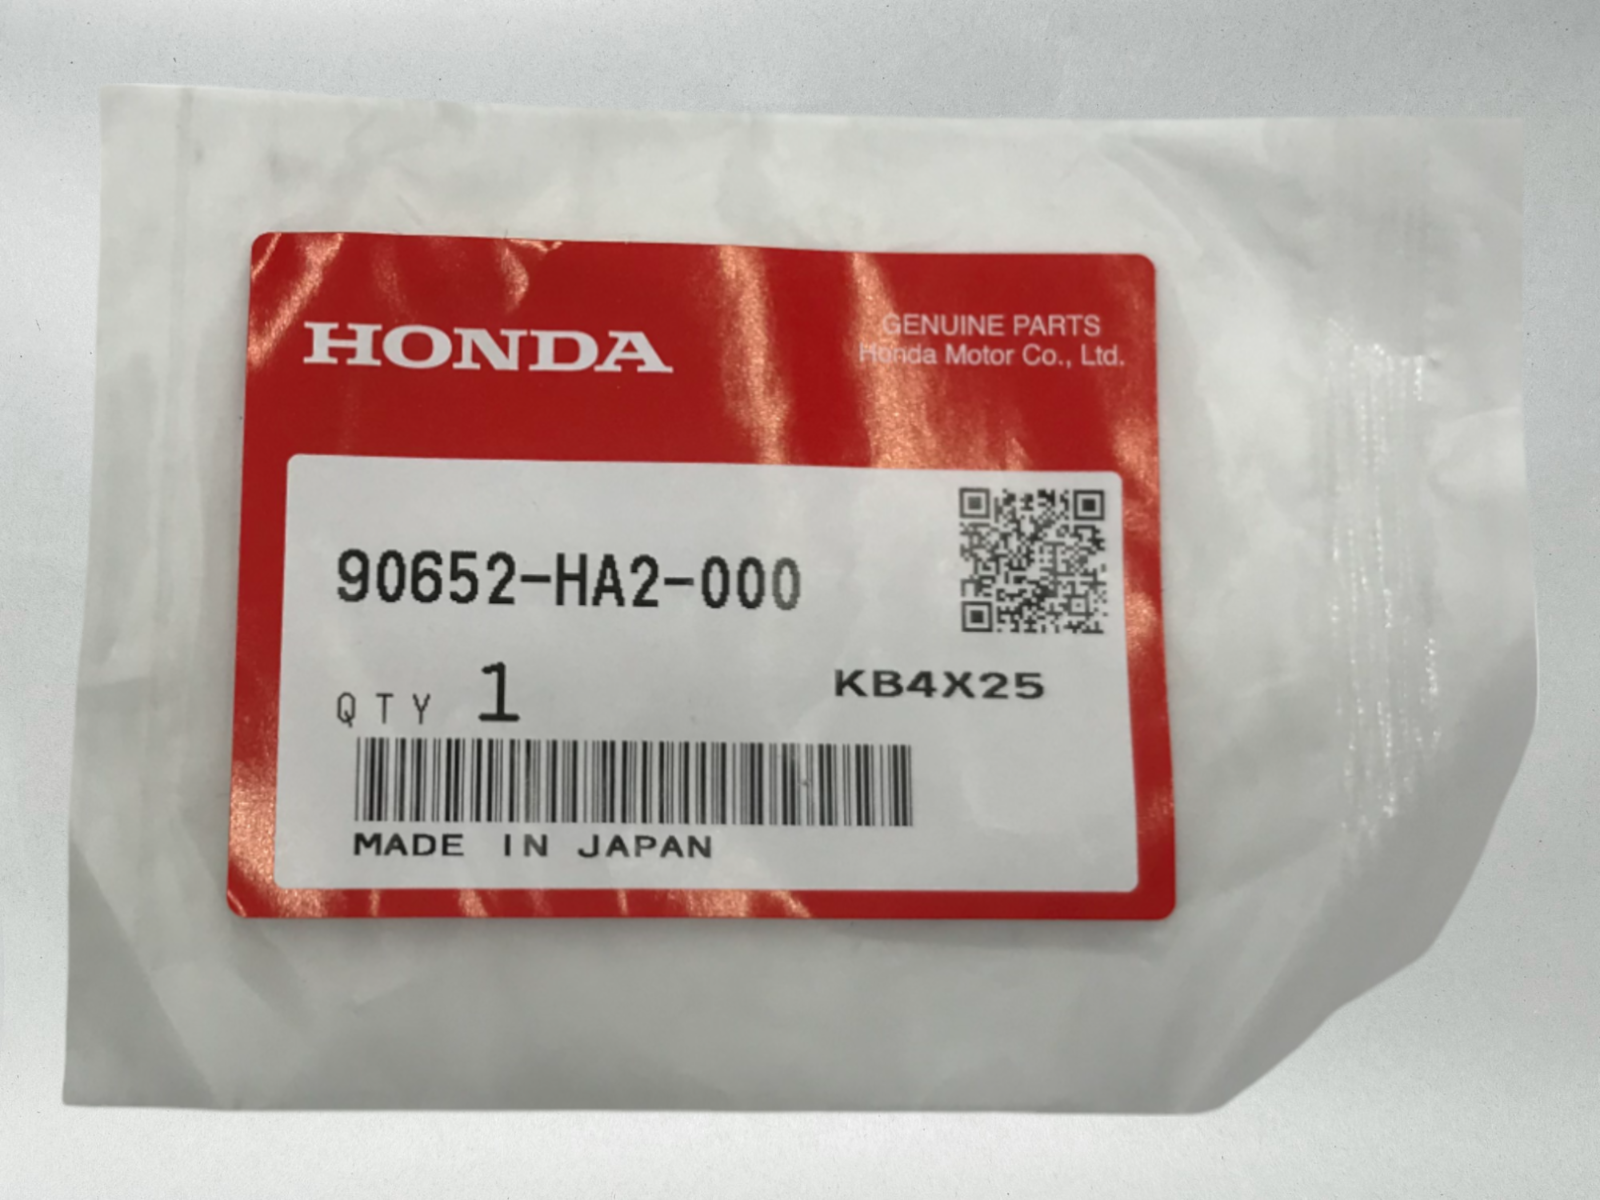 HONDA
GENUINE PARTS
Honda Motor Co., Ltd.
90652-HA2-000
QTY 1
KB4X25
MADE IN JAPAN